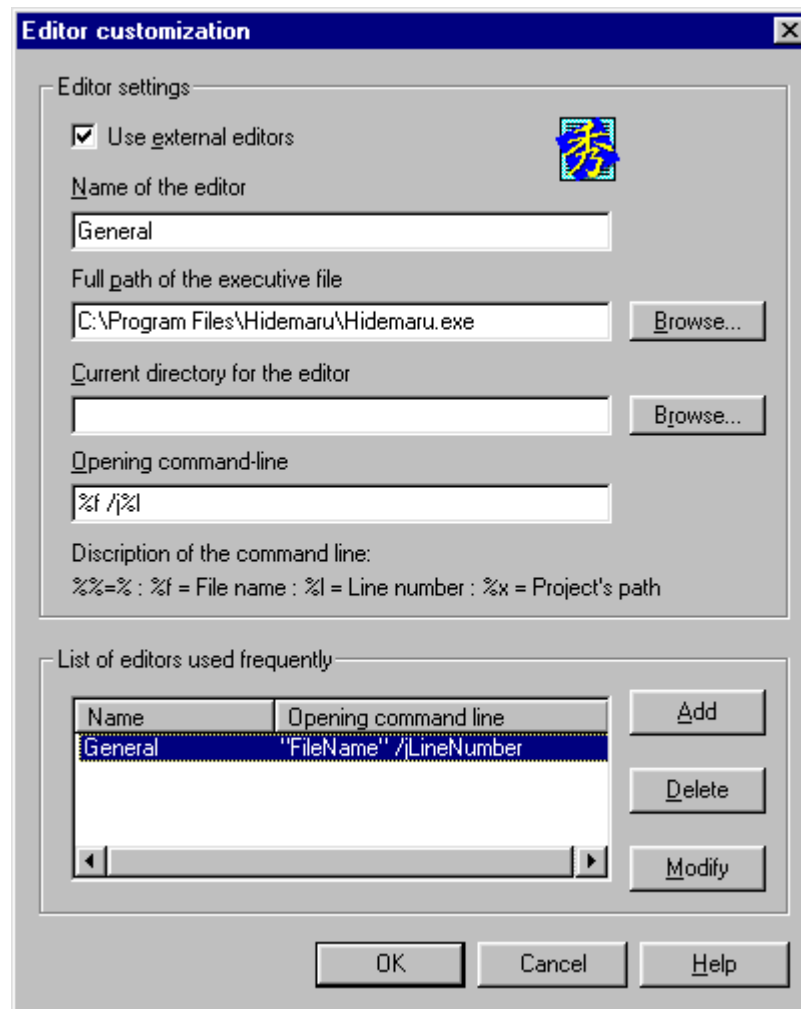 Editor customization
Editor settings
Use external editors
秀
Name of the editor
General
Full path of the executive file
C:\Program Files\Hidemaru\Hidemaru.exe
Browse...
Current directory for the editor
Browse...
Opening command-line
%f /j%l
Discription of the command line:
%%=% : %f = File name : %l = Line number : %x = Project's path
List of editors used frequently
Name Opening command line
General "FileName" /jLineNumber
Add
Delete
Modify
OK Cancel Help